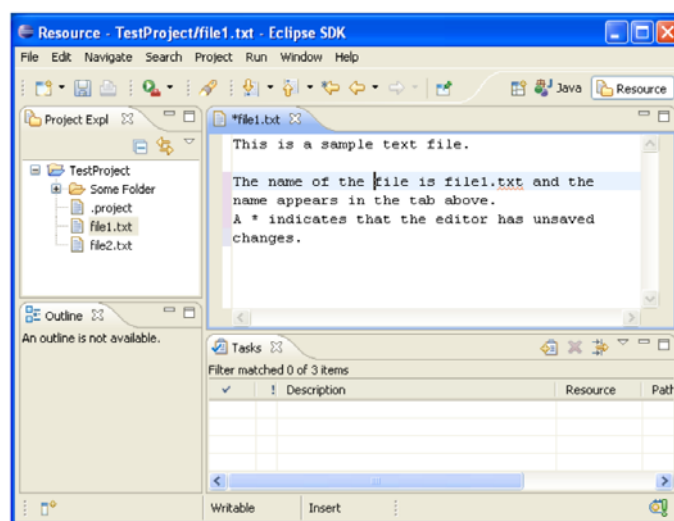 Resource - TestProject/file1.txt - Eclipse SDK
File Edit Navigate Search Project Run Window Help
Java Resource
Project Expl
TestProject
Some Folder
.project
file1.txt
file2.txt
*file1.txt
This is a sample text file.
The name of the file is file1.txt and the
name appears in the tab above.
A * indicates that the editor has unsaved
changes.
Outline
An outline is not available.
Tasks
Filter matched 0 of 3 items
! Description Resource Path
Writable Insert